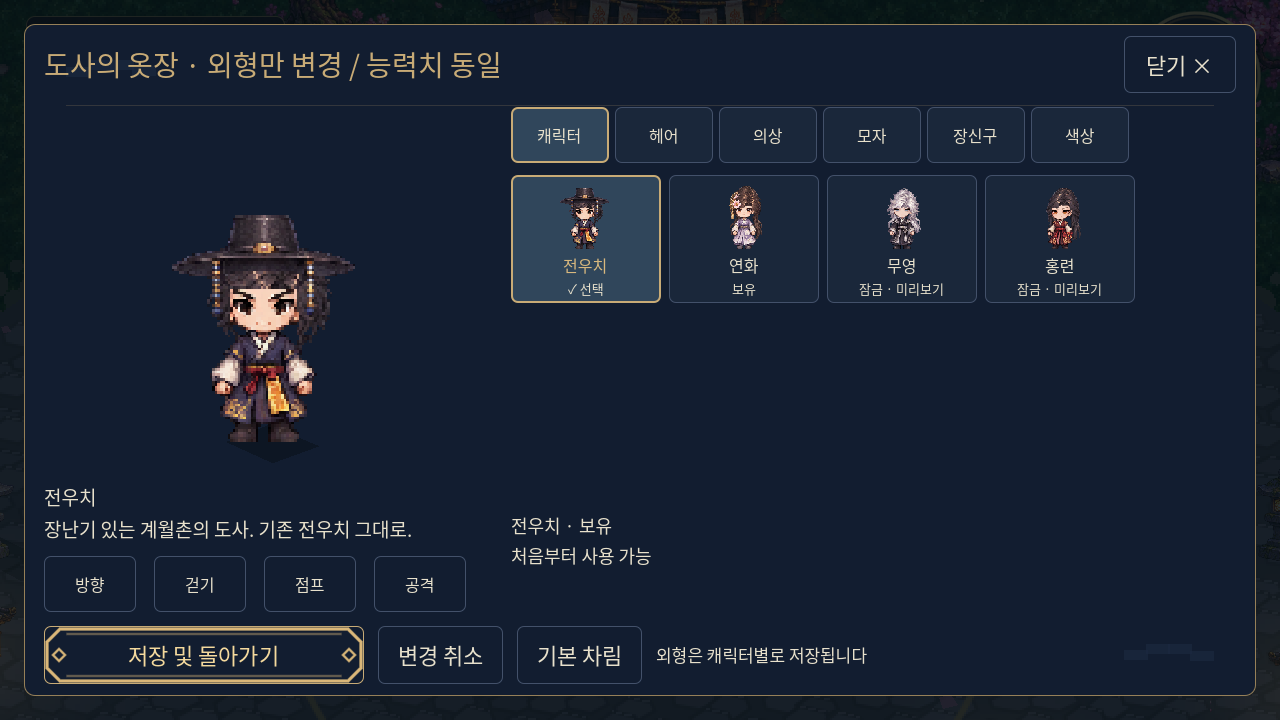 도사의 옷장 · 외형만 변경 / 능력치 동일
닫기 ×
캐릭터
헤어
의상
모자
장신구
색상
전우치
✓ 선택
연화
보유
무영
잠금 · 미리보기
홍련
잠금 · 미리보기
전우치
장난기 있는 계월촌의 도사. 기존 전우치 그대로.
전우치 · 보유
처음부터 사용 가능
방향
걷기
점프
공격
저장 및 돌아가기
변경 취소
기본 차림
외형은 캐릭터별로 저장됩니다